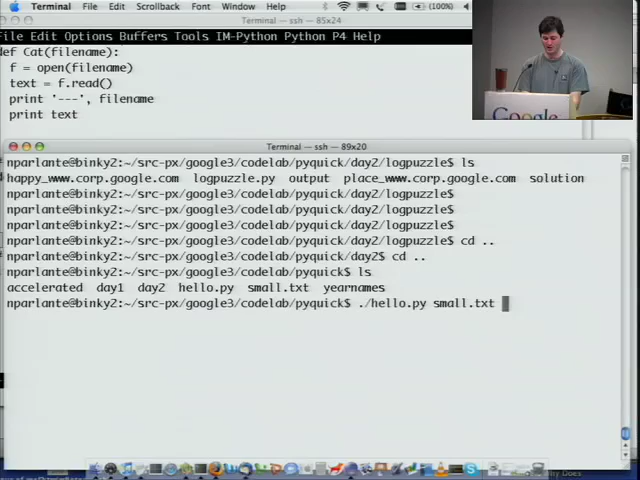 Terminal File Edit Scrollback Font Window Help (100%)
Terminal — ssh — 85x24
File Edit Options Buffers Tools IM-Python Python P4 Help
def Cat(filename):
f = open(filename)
text = f.read()
print '---', filename
print text
Google
Terminal — ssh — 89x20
nparlante@binky2:~/src-px/google3/codelab/pyquick/day2/logpuzzle$ ls
happy_www.corp.google.com logpuzzle.py output place_www.corp.google.com solution
nparlante@binky2:~/src-px/google3/codelab/pyquick/day2/logpuzzle$
nparlante@binky2:~/src-px/google3/codelab/pyquick/day2/logpuzzle$
nparlante@binky2:~/src-px/google3/codelab/pyquick/day2/logpuzzle$
nparlante@binky2:~/src-px/google3/codelab/pyquick/day2/logpuzzle$ cd ..
nparlante@binky2:~/src-px/google3/codelab/pyquick/day2$ cd ..
nparlante@binky2:~/src-px/google3/codelab/pyquick$ ls
accelerated day1 day2 hello.py small.txt yearnames
nparlante@binky2:~/src-px/google3/codelab/pyquick$ ./hello.py small.txt